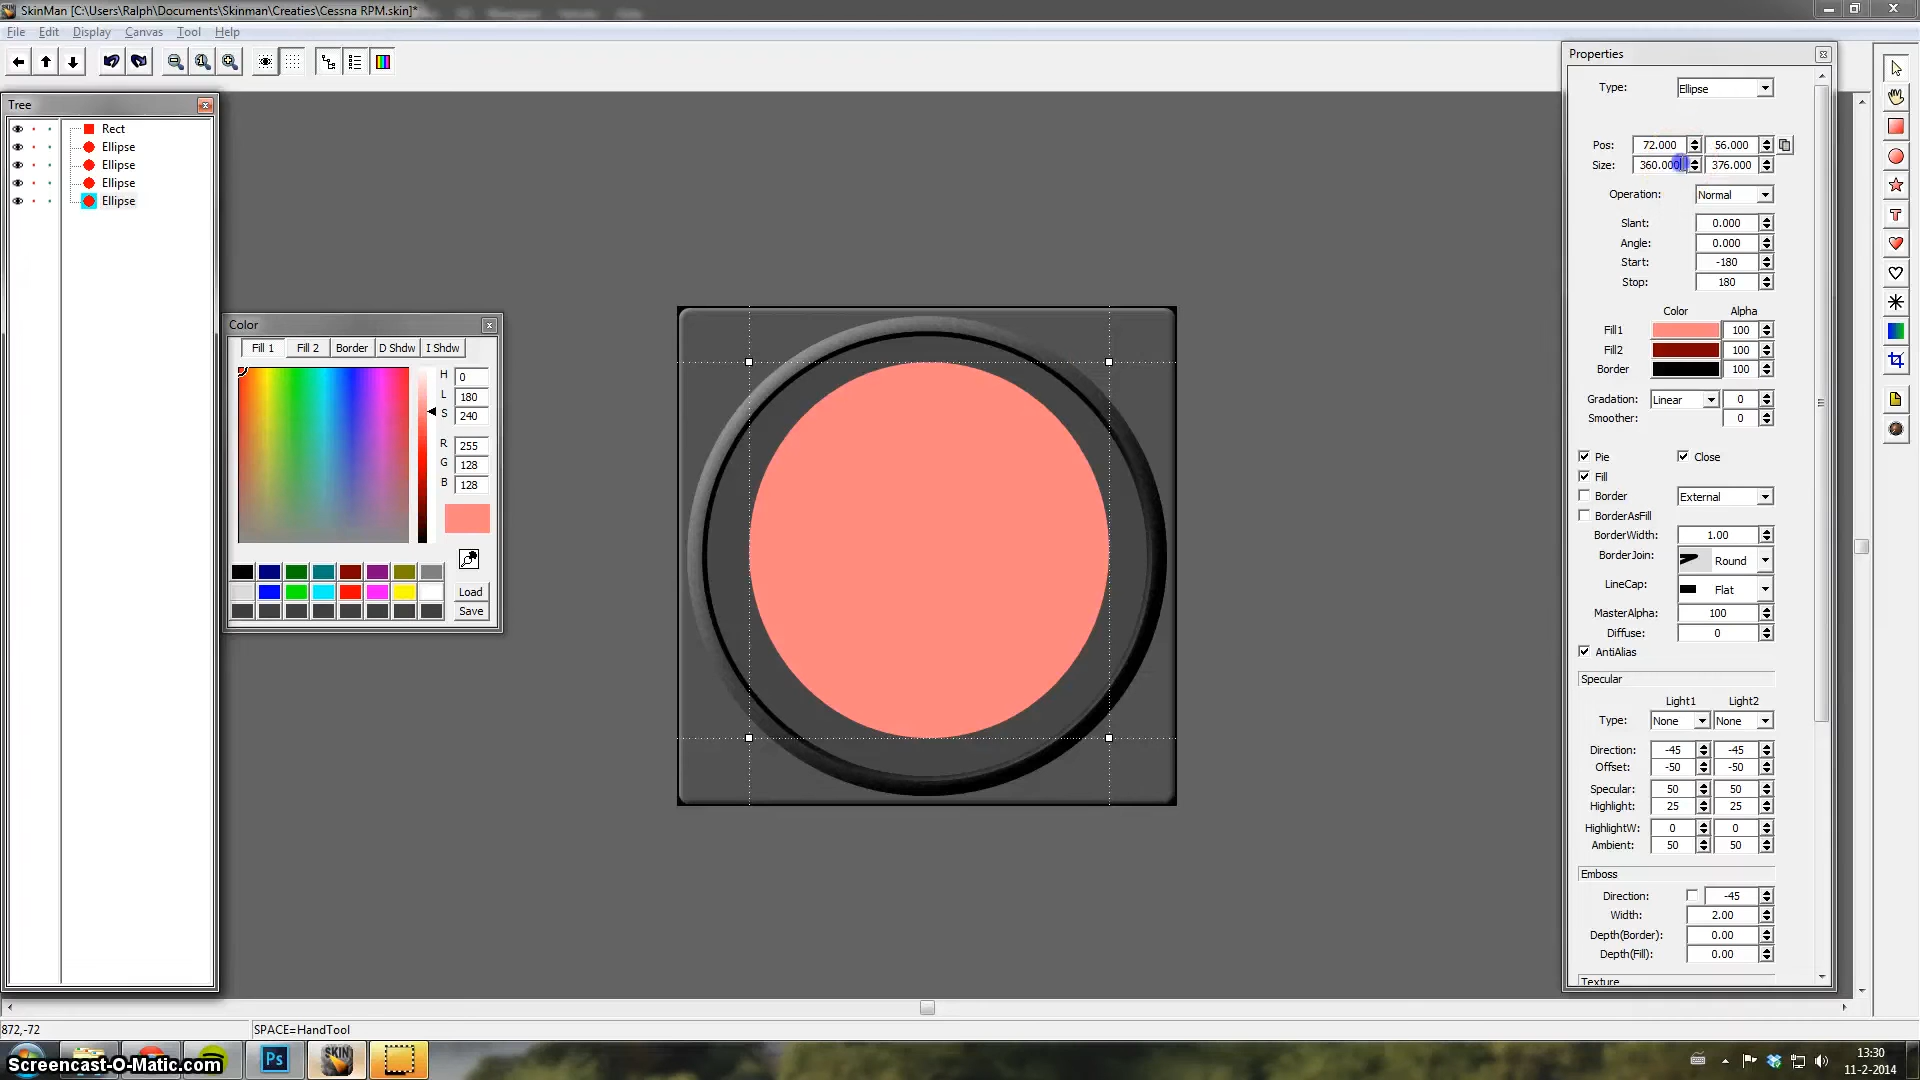 SkinMan [C:\Users\Ralph\Documents\Skinman\Creaties\Cessna RPM.skin]*
File Edit Display Canvas Tool Help
Properties
Type: Ellipse
Pos: 72.000 56.000
Size: 360.000 376.000
Operation: Normal
Slant: 0.000
Angle: 0.000
Start: -180
Stop: 180
Color Alpha
Fill1 100
Fill2 100
Border 100
Gradation: Linear 0
Smoother: 0
Pie Close
Fill
Border External
BorderAsFill
BorderWidth: 1.00
BorderJoin: Round
LineCap: Flat
MasterAlpha: 100
Diffuse: 0
AntiAlias
Specular
Light1 Light2
Type: None None
Direction: -45 -45
Offset: -50 -50
Specular: 50 50
Highlight: 25 25
HighlightW: 0 0
Ambient: 50 50
Emboss
Direction: -45
Width: 2.00
Depth(Border): 0.00
Depth(Fill): 0.00
Texture
Tree
Rect
Ellipse
Ellipse
Ellipse
Ellipse
Color
Fill 1 Fill 2 Border D Shdw I Shdw
H 0
L 180
S 240
R 255
G 128
B 128
Load
Save
T
872,-72 SPACE=HandTool
Screencast-O-Matic.com
Ps
SKIN
13:30
11-2-2014